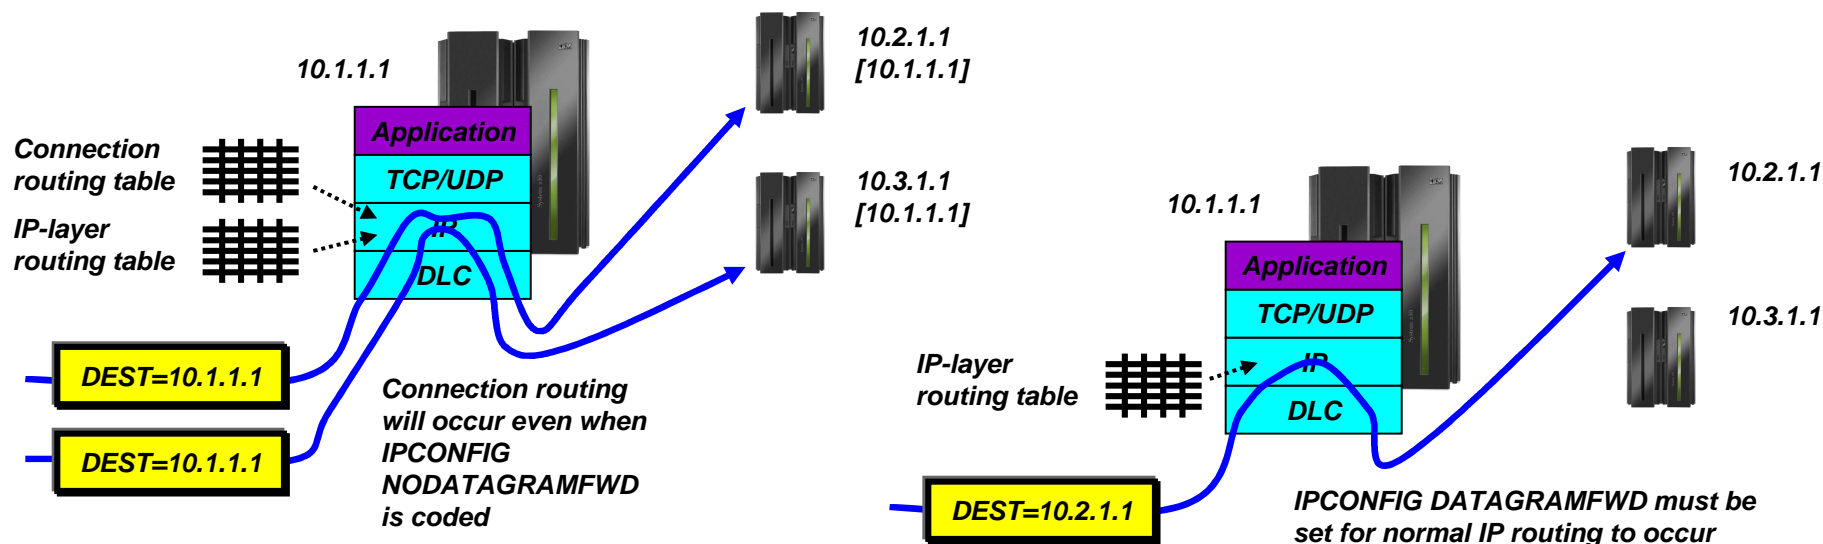 10.1.1.1
Connection
routing table
IP-layer
routing table
Application
TCP/UDP
IP
DLC
DEST=10.1.1.1
DEST=10.1.1.1
10.2.1.1
[10.1.1.1]
10.3.1.1
[10.1.1.1]
Connection routing
will occur even when
IPCONFIG
NODATAGRAMFWD
is coded
10.1.1.1
IP-layer
routing table
Application
TCP/UDP
IP
DLC
DEST=10.2.1.1
10.2.1.1
10.3.1.1
IPCONFIG DATAGRAMFWD must be
set for normal IP routing to occur